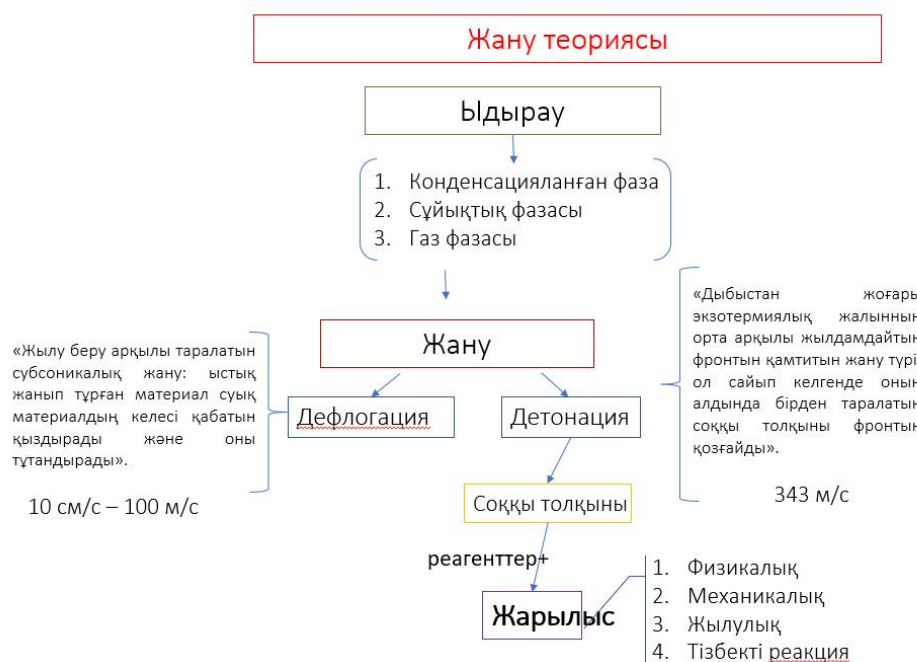 Жану теориясы
Ыдырау
1. Конденсацияланған фаза
2. Сұйықтық фазасы
3. Газ фазасы
Жану
«Жылу беру арқылы таралатын
субсоникалық жану: ыстық
жанып тұрған материал суық
материалдың келесі қабатын
қыздырады және оны
тұтандырады».
10 см/с – 100 м/с
Дефлогация
Детонация
«Дыбыстан жоғары
экзотермиялық жалынның
орта арқылы жылдамдайтын
фронтын қамтитын жану түрі
ол сайып келгенде оның
алдында бірден таралатын
соққы толқыны фронтын
қозғайды».
343 м/с
Соққы толқыны
реагенттер+
Жарылыс
1. Физикалық
2. Механикалық
3. Жылулық
4. Тізбекті реакция